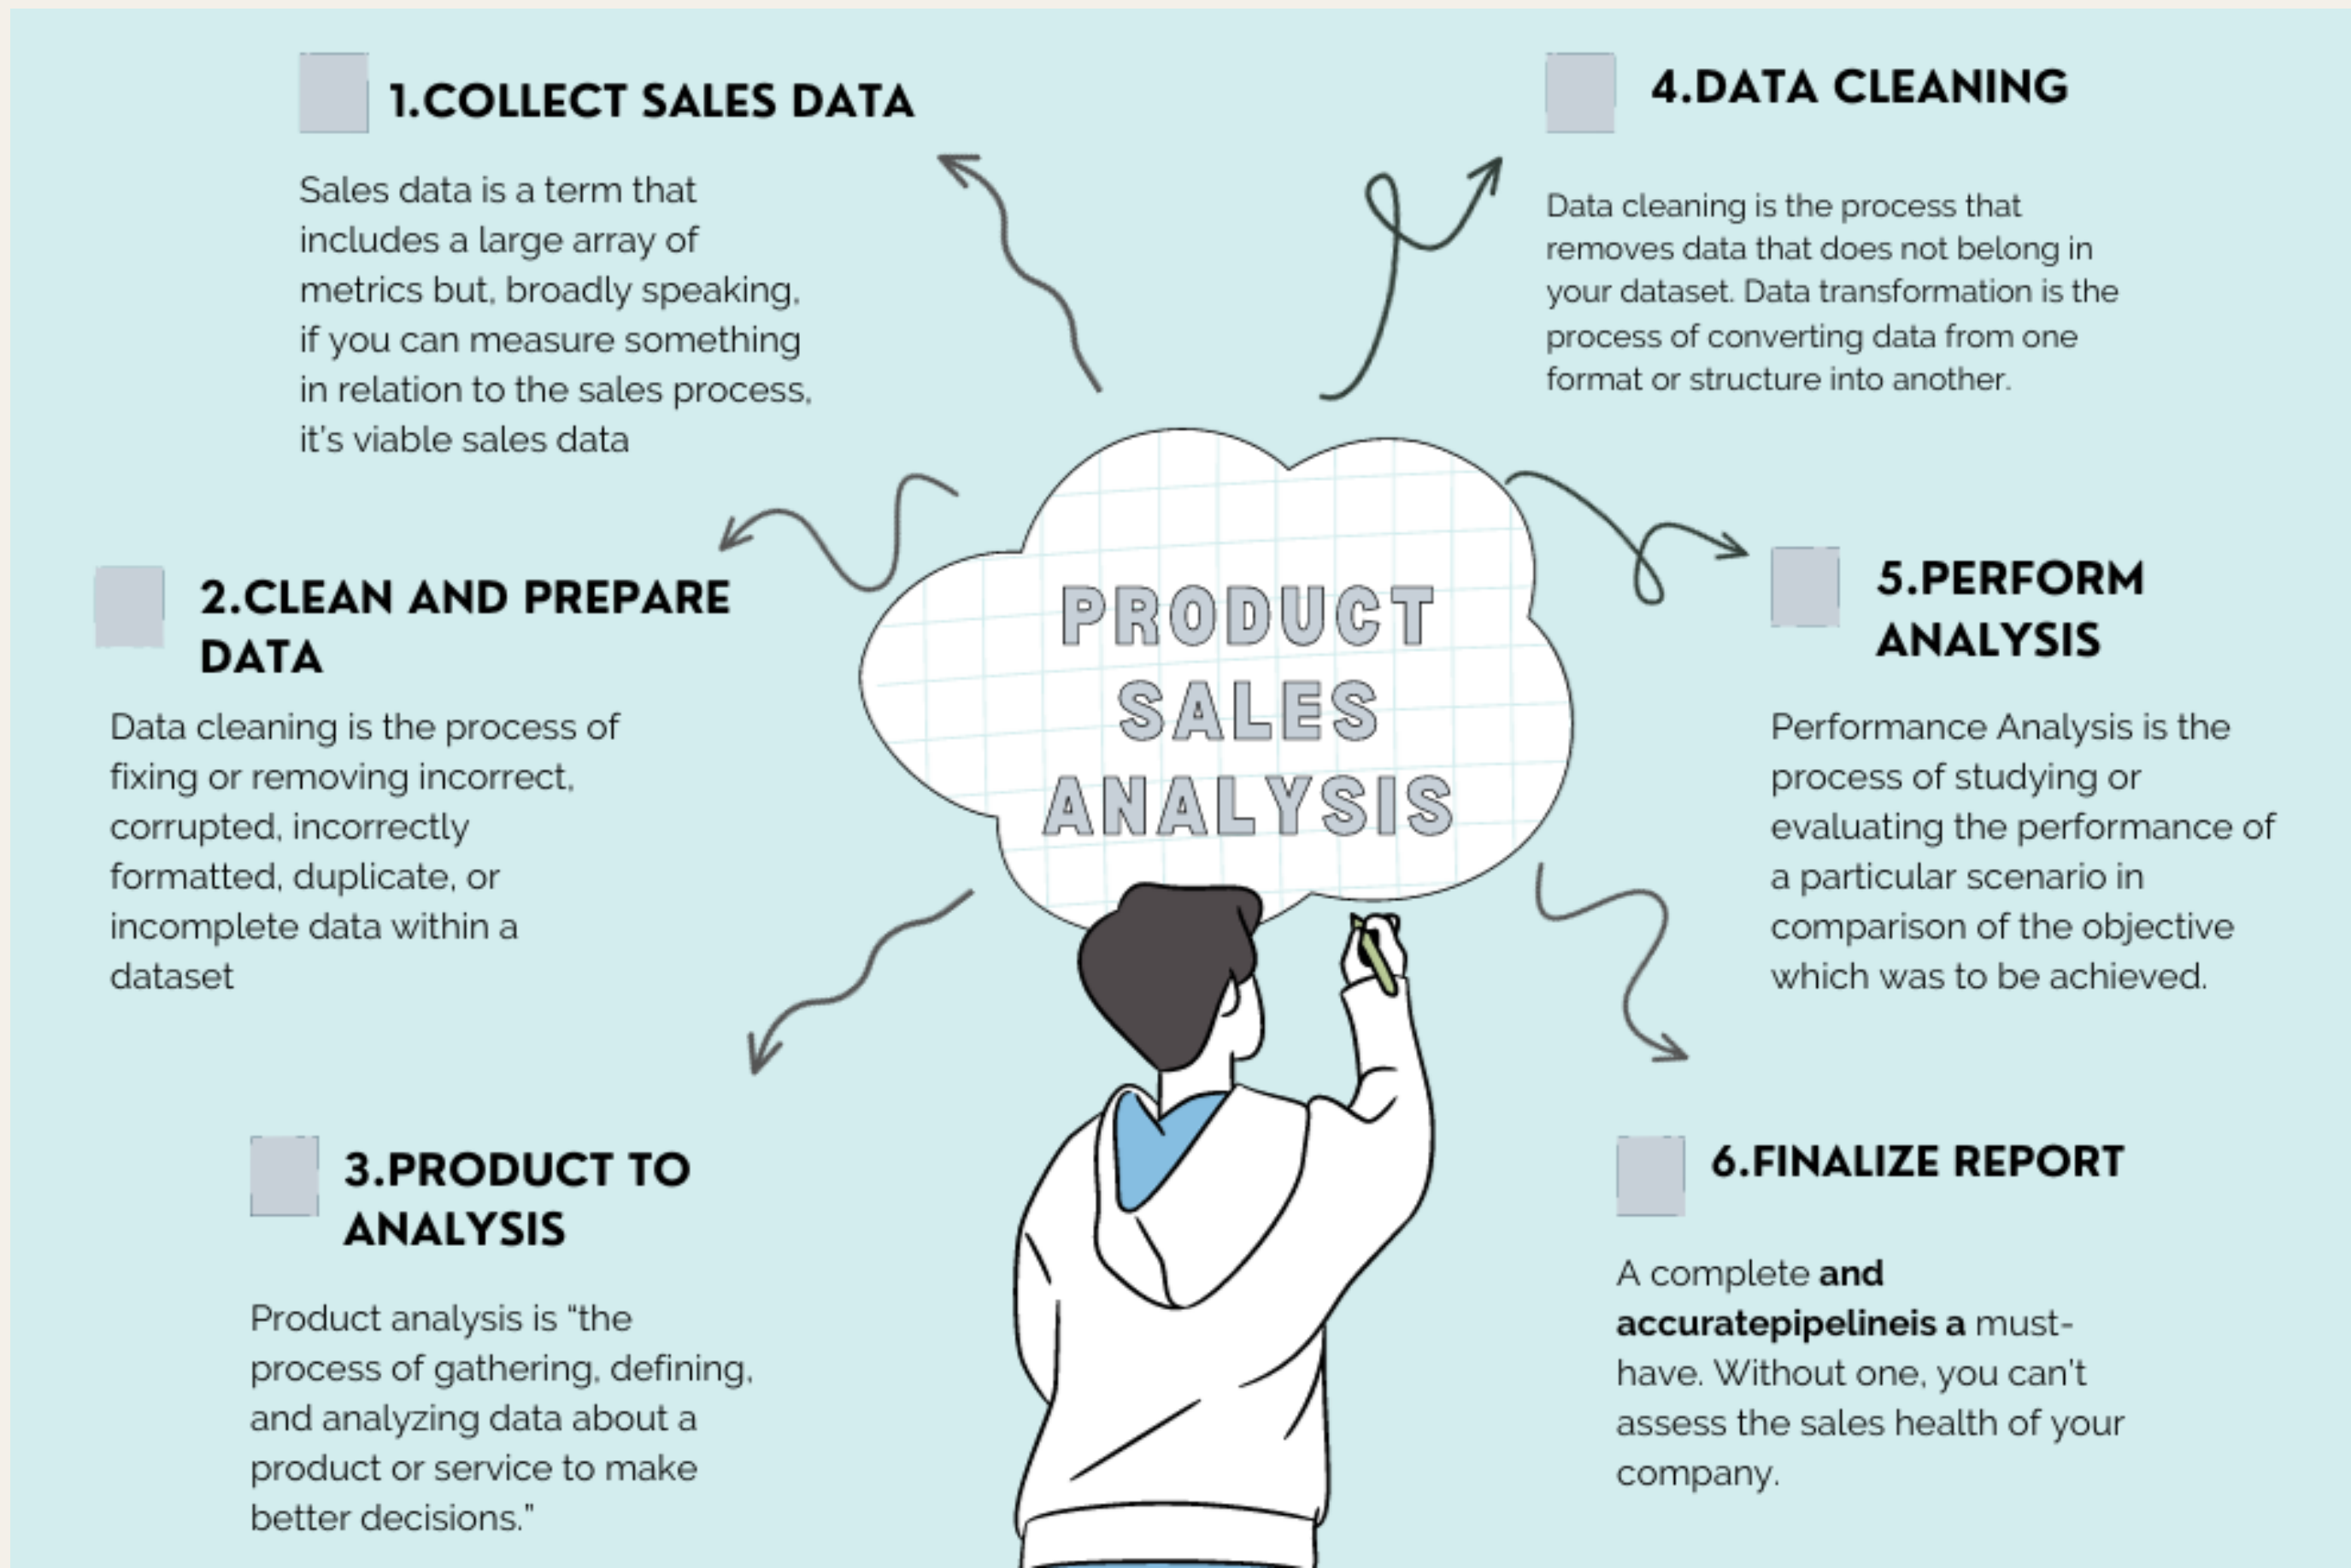 1.COLLECT SALES DATA
Sales data is a term that
includes a large array of
metrics but, broadly speaking,
if you can measure something
in relation to the sales process,
it's viable sales data
2.CLEAN AND PREPARE
DATA
Data cleaning is the process of
fixing or removing incorrect,
corrupted, incorrectly
formatted, duplicate, or
incomplete data within a
dataset
3.PRODUCT TO
ANALYSIS
Product analysis is “the
process of gathering, defining,
and analyzing data about a
product or service to make
better decisions.”
PRODUCT
SALES
ANALYSIS
4.DATA CLEANING
Data cleaning is the process that
removes data that does not belong in
your dataset. Data transformation is the
process of converting data from one
format or structure into another.
5.PERFORM
ANALYSIS
Performance Analysis is the
process of studying or
evaluating the performance of
a particular scenario in
comparison of the objective
which was to be achieved.
6.FINALIZE REPORT
A complete and
accuratepipelineis a must-
have. Without one, you can't
assess the sales health of your
company.